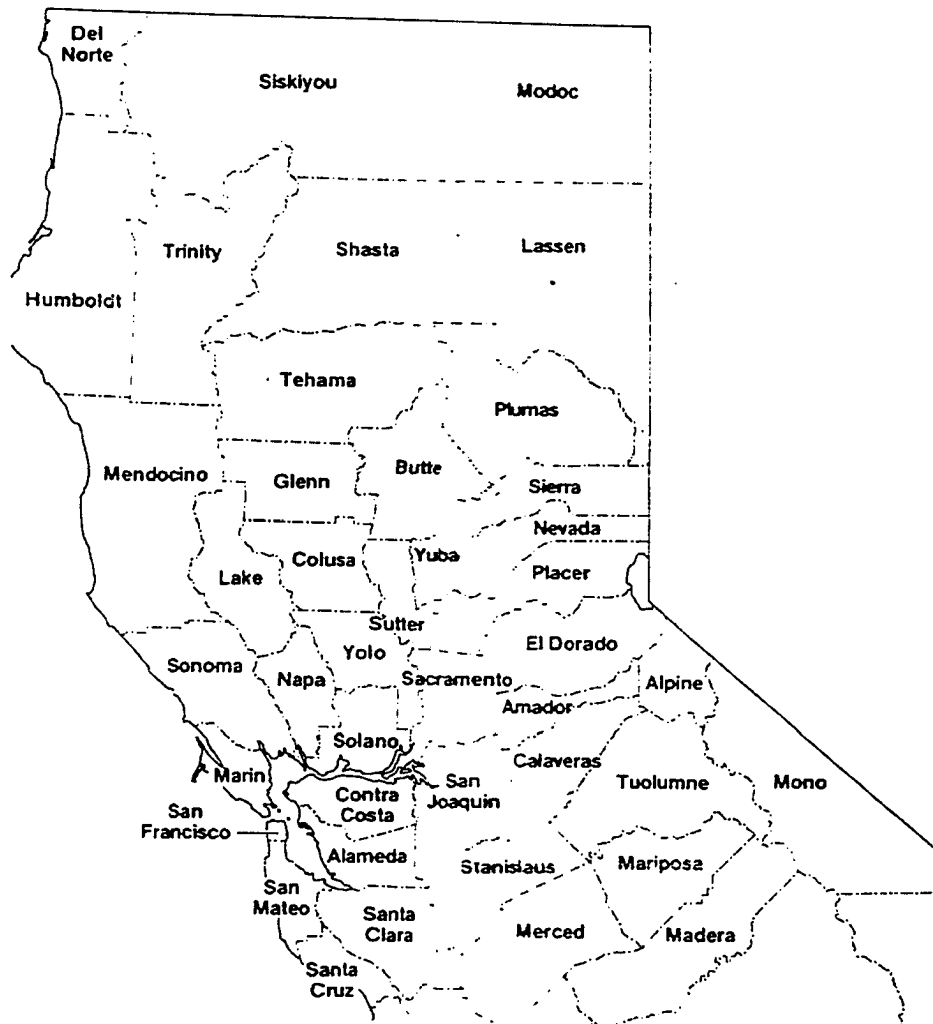 Del
Norte
Siskiyou
Modoc
Trinity
Shasta
Lassen
Humboldt
Tehama
Plumas
Mendocino
Glenn
Butte
Sierra
Nevada
Colusa
Yuba
Lake
Placer
Sutter
El Dorado
Sonoma
Napa
Yolo
Sacramento
Alpine
Amador
Solano
Calaveras
Marin
San
Joaquin
Tuolumne
Mono
Contra
Costa
San
Francisco
Alameda
Stanislaus
Mariposa
San
Mateo
Santa
Clara
Merced
Madera
Santa
Cruz